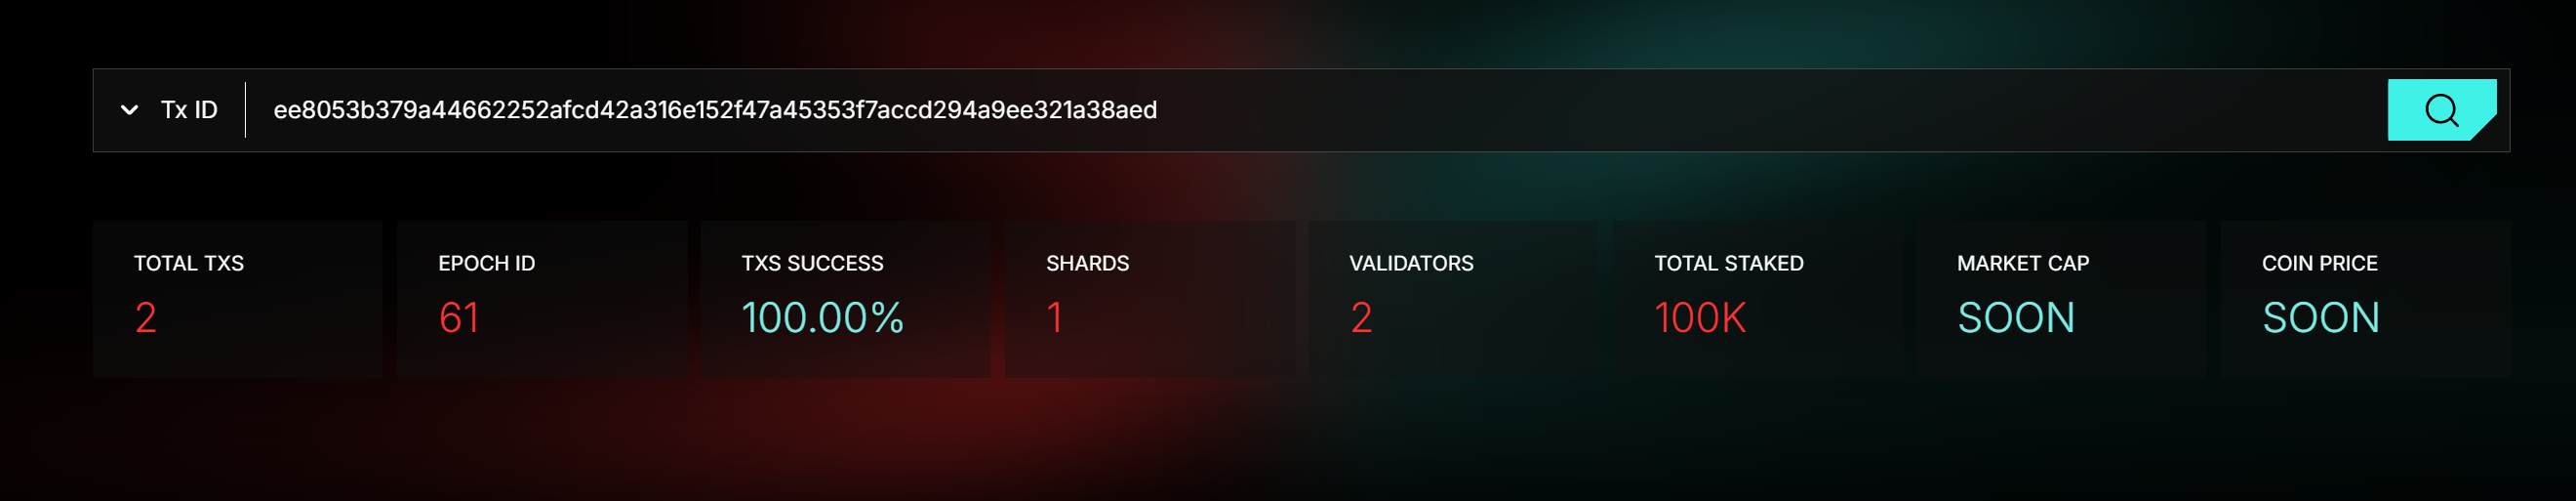 Tx ID ee8053b379a44662252afcd42a316e152f47a45353f7accd294a9ee321a38aed
TOTAL TXS
2
EPOCH ID
61
TXS SUCCESS
100.00%
SHARDS
1
VALIDATORS
2
TOTAL STAKED
100K
MARKET CAP
SOON
COIN PRICE
SOON